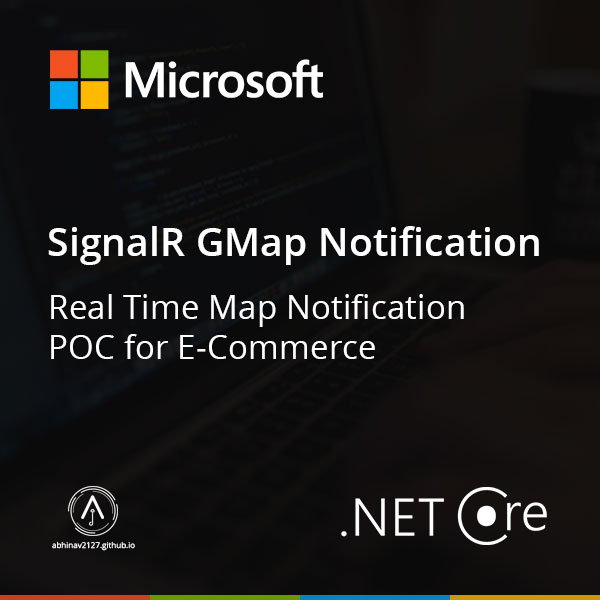 Microsoft
SignalR GMap Notification
Real Time Map Notification
POC for E-Commerce
abhinav2127.github.io
.NET Core